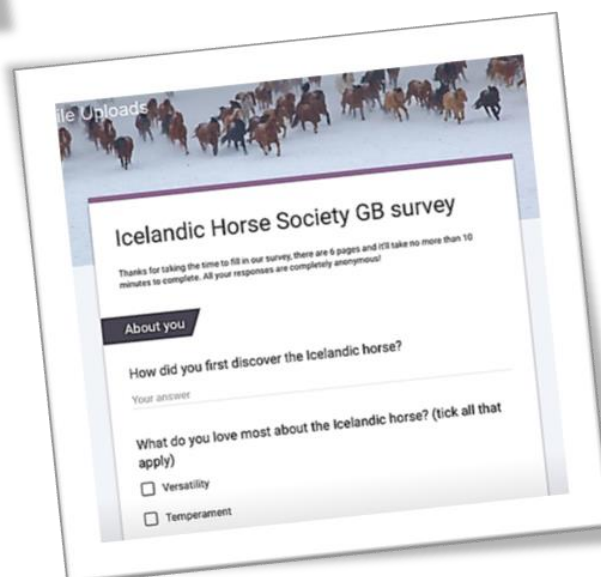 ile Uploads
Icelandic Horse Society GB survey
Thanks for taking the time to fill in our survey, there are 6 pages and it'll take no more than 10
minutes to complete. All your responses are completely anonymous!
About you
How did you first discover the Icelandic horse?
Your answer
What do you love most about the Icelandic horse? (tick all that
apply)
Versatility
Temperament